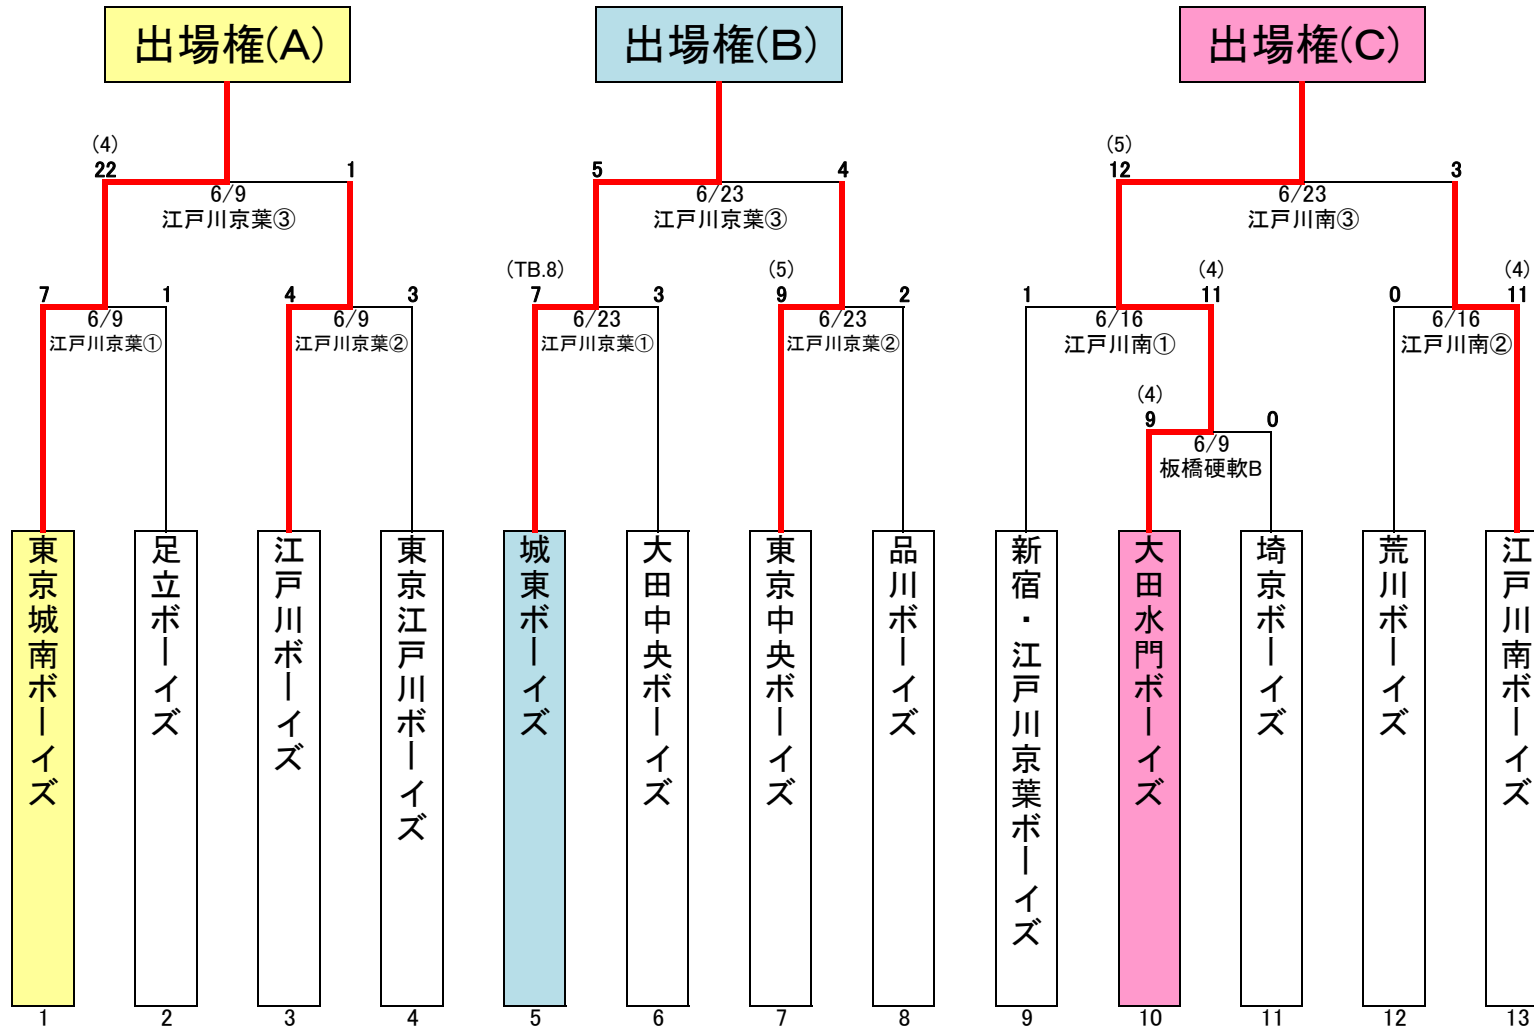 出場権(A)
出場権(B)
出場権(C)
(4)
22
1
6/9
江戸川京葉③
5
4
6/23
江戸川京葉③
(5)
12
3
6/23
江戸川南③
7
1
6/9
江戸川京葉①
4
3
6/9
江戸川京葉②
(TB.8)
7
3
6/23
江戸川京葉①
(5)
9
2
6/23
江戸川京葉②
1
(4)
11
6/16
江戸川南①
0
(4)
11
6/16
江戸川南②
(4)
9
0
6/9
板橋硬軟B
東京城南ボーイズ
足立ボーイズ
江戸川ボーイズ
東京江戸川ボーイズ
城東ボーイズ
大田中央ボーイズ
東京中央ボーイズ
品川ボーイズ
新宿・江戸川京葉ボーイズ
大田水門ボーイズ
埼京ボーイズ
荒川ボーイズ
江戸川南ボーイズ
1
2
3
4
5
6
7
8
9
10
11
12
13